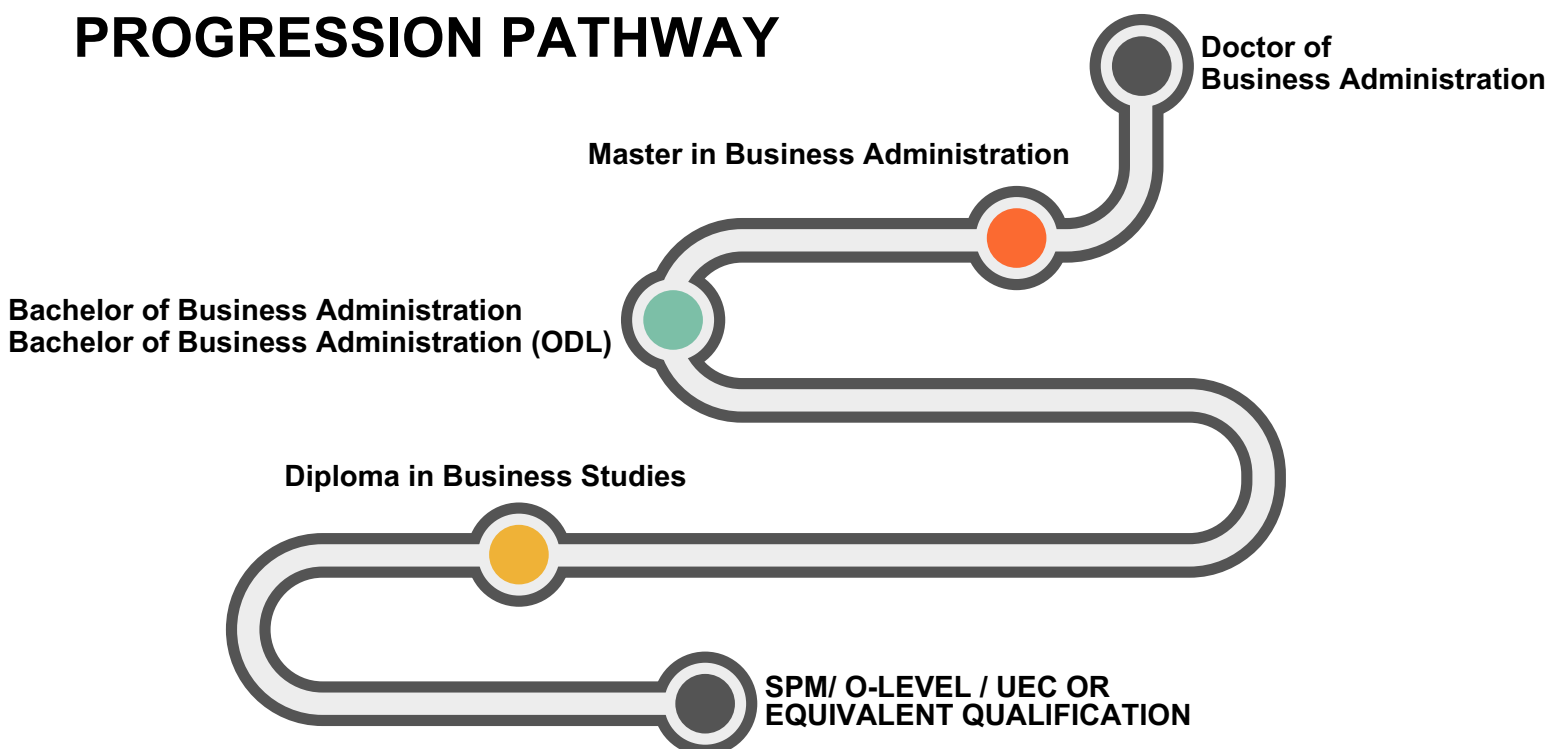 PROGRESSION PATHWAY
Doctor of
Business Administration
Master in Business Administration
Bachelor of Business Administration
Bachelor of Business Administration (ODL)
Diploma in Business Studies
SPM/ O-LEVEL / UEC OR
EQUIVALENT QUALIFICATION